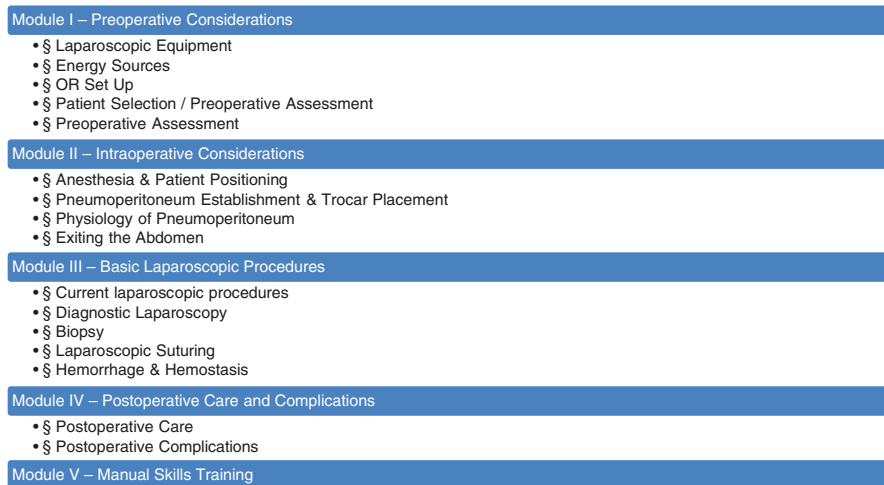 Module I – Preoperative Considerations
• § Laparoscopic Equipment
• § Energy Sources
• § OR Set Up
• § Patient Selection / Preoperative Assessment
• § Preoperative Assessment
Module II – Intraoperative Considerations
• § Anesthesia & Patient Positioning
• § Pneumoperitoneum Establishment & Trocar Placement
• § Physiology of Pneumoperitoneum
• § Exiting the Abdomen
Module III – Basic Laparoscopic Procedures
• § Current laparoscopic procedures
• § Diagnostic Laparoscopy
• § Biopsy
• § Laparoscopic Suturing
• § Hemorrhage & Hemostasis
Module IV – Postoperative Care and Complications
• § Postoperative Care
• § Postoperative Complications
Module V – Manual Skills Training